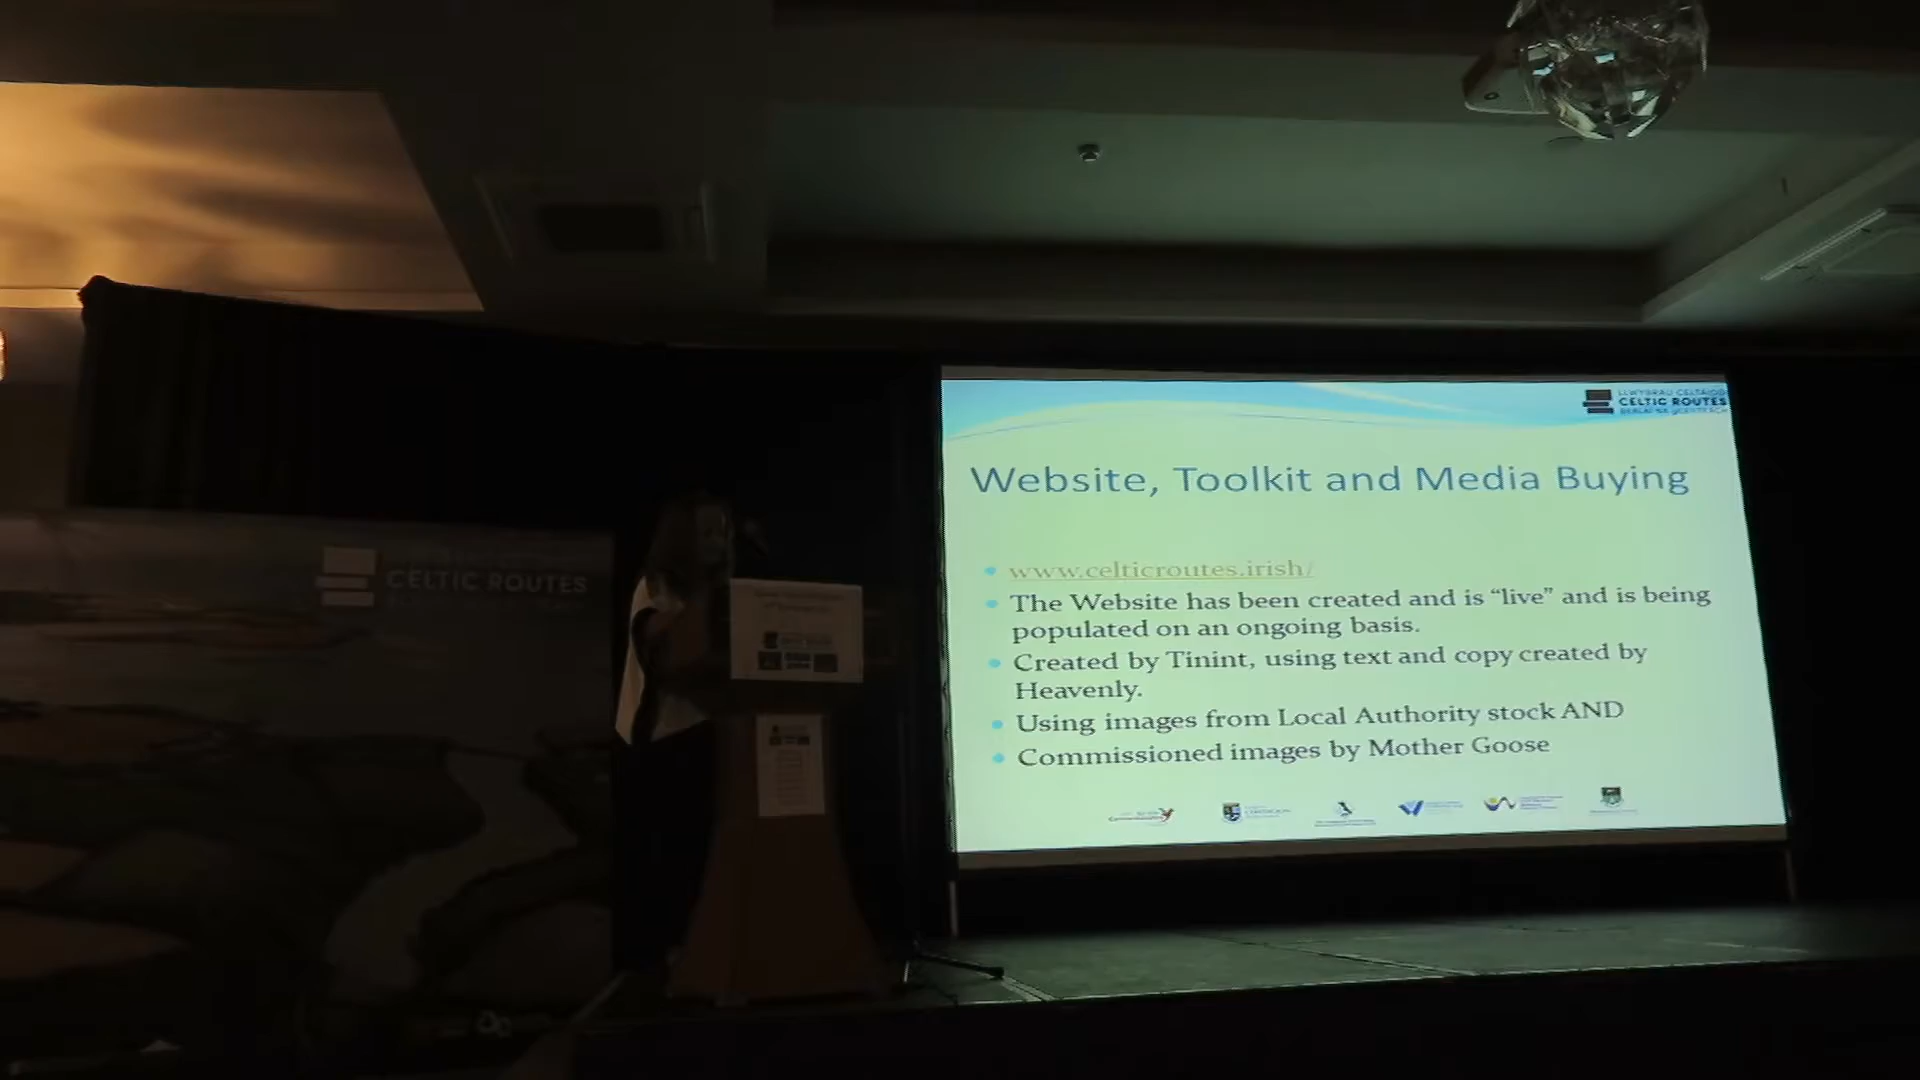 CELTIC ROUTES
LLWYBRAU CELTAIDD
CELTIC ROUTES
Website, Toolkit and Media Buying
www.celticroutes.irish/
The Website has been created and is “live” and is being
populated on an ongoing basis.
Created by Tinint, using text and copy created by
Heavenly.
Using images from Local Authority stock AND
Commissioned images by Mother Goose